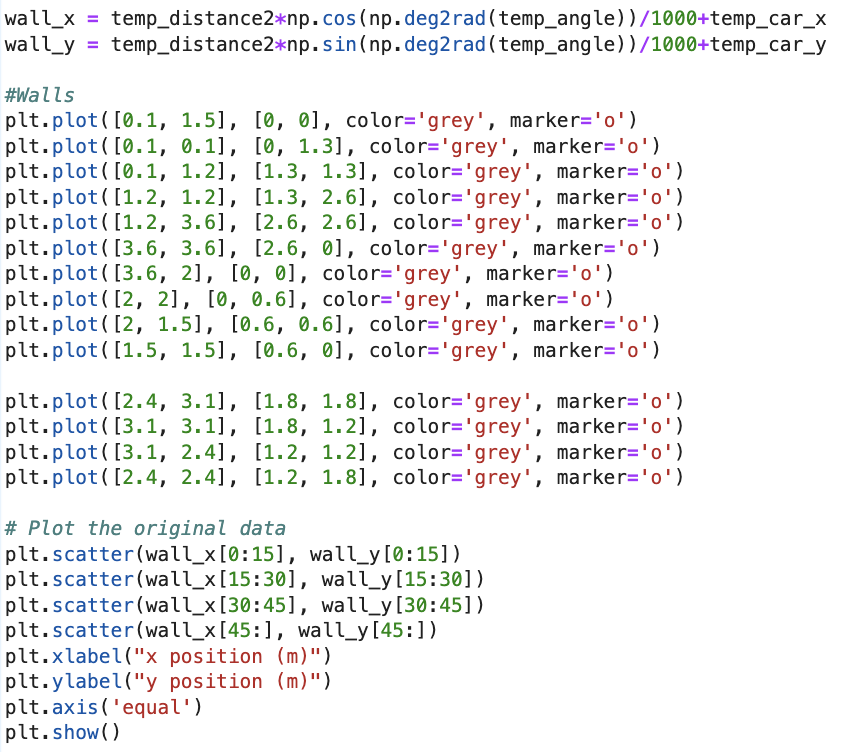 wall_x = temp_distance2*np.cos(np.deg2rad(temp_angle))/1000+temp_car_x
wall_y = temp_distance2*np.sin(np.deg2rad(temp_angle))/1000+temp_car_y

#Walls
plt.plot([0.1, 1.5], [0, 0], color='grey', marker='o')
plt.plot([0.1, 0.1], [0, 1.3], color='grey', marker='o')
plt.plot([0.1, 1.2], [1.3, 1.3], color='grey', marker='o')
plt.plot([1.2, 1.2], [1.3, 2.6], color='grey', marker='o')
plt.plot([1.2, 3.6], [2.6, 2.6], color='grey', marker='o')
plt.plot([3.6, 3.6], [2.6, 0], color='grey', marker='o')
plt.plot([3.6, 2], [0, 0], color='grey', marker='o')
plt.plot([2, 2], [0, 0.6], color='grey', marker='o')
plt.plot([2, 1.5], [0.6, 0.6], color='grey', marker='o')
plt.plot([1.5, 1.5], [0.6, 0], color='grey', marker='o')

plt.plot([2.4, 3.1], [1.8, 1.8], color='grey', marker='o')
plt.plot([3.1, 3.1], [1.8, 1.2], color='grey', marker='o')
plt.plot([3.1, 2.4], [1.2, 1.2], color='grey', marker='o')
plt.plot([2.4, 2.4], [1.2, 1.8], color='grey', marker='o')

# Plot the original data
plt.scatter(wall_x[0:15], wall_y[0:15])
plt.scatter(wall_x[15:30], wall_y[15:30])
plt.scatter(wall_x[30:45], wall_y[30:45])
plt.scatter(wall_x[45:], wall_y[45:])
plt.xlabel("x position (m)")
plt.ylabel("y position (m)")
plt.axis('equal')
plt.show()